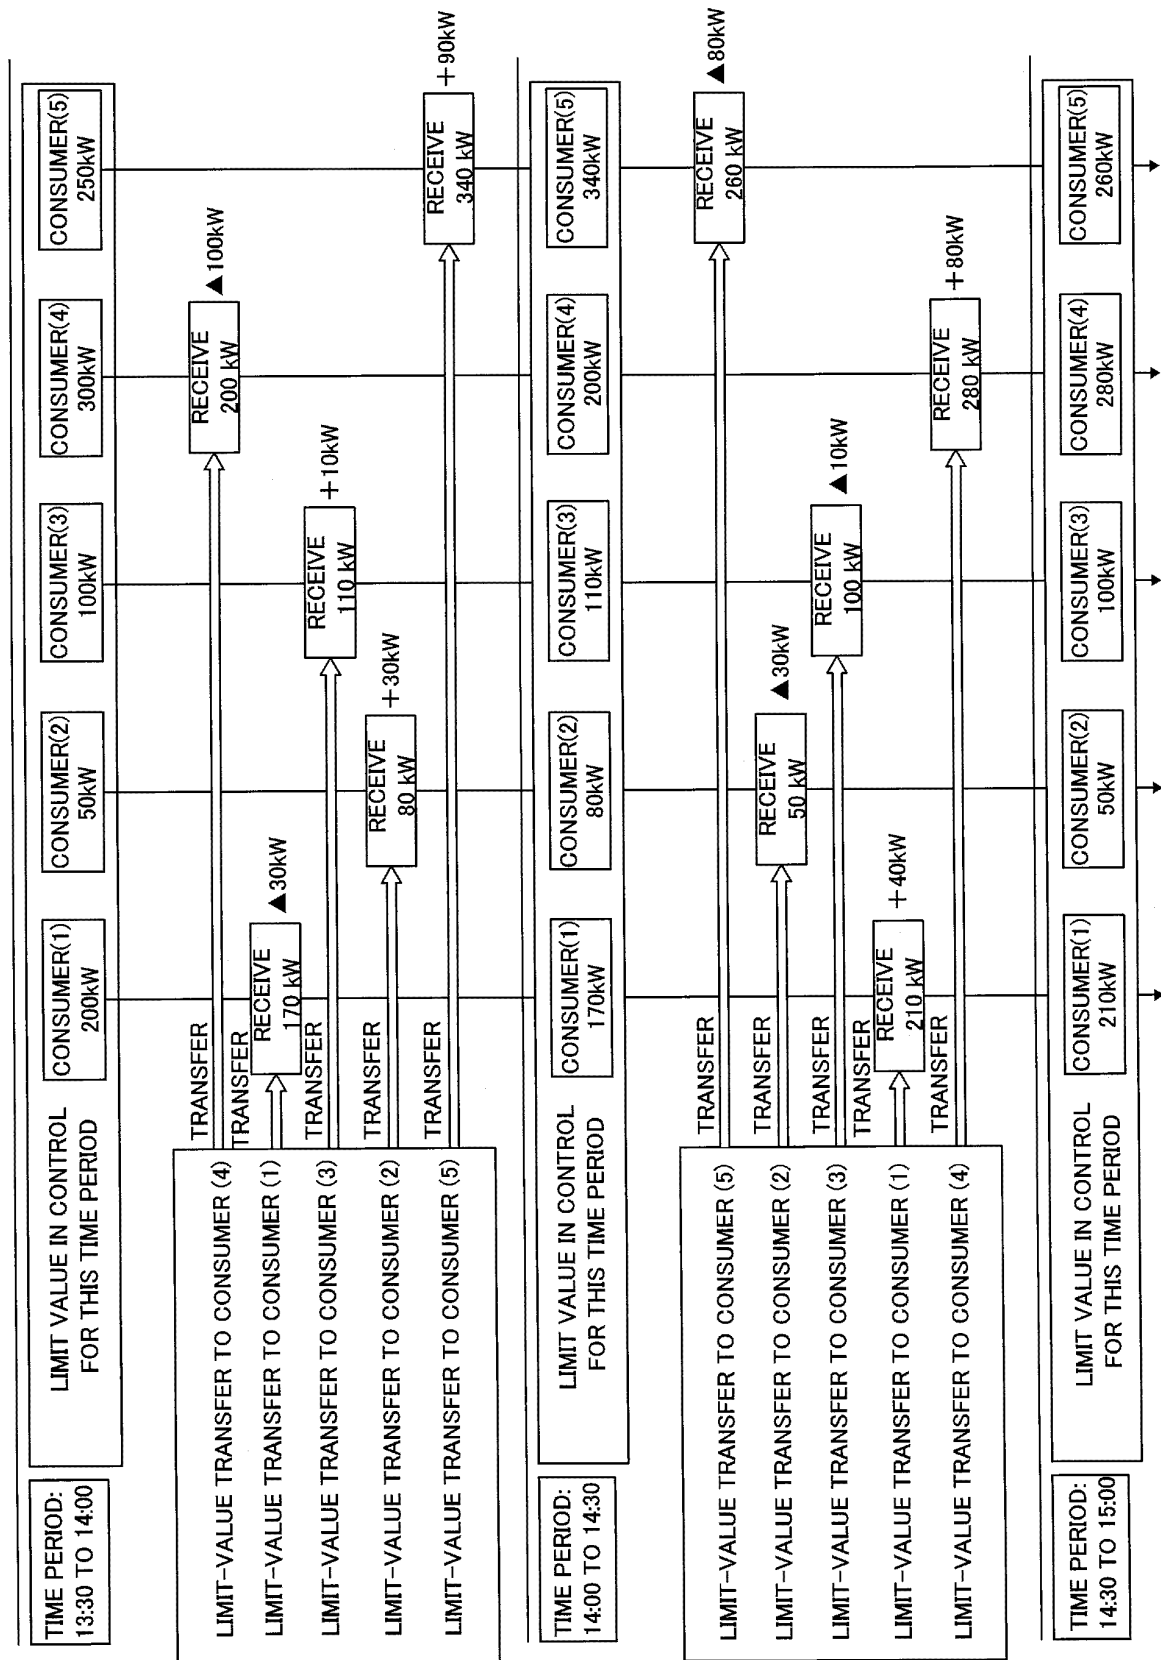 TIME PERIOD:
13:30 TO 14:00
LIMIT VALUE IN CONTROL
FOR THIS TIME PERIOD
CONSUMER(1)
200kW
CONSUMER(2)
50kW
CONSUMER(3)
100kW
CONSUMER(4)
300kW
CONSUMER(5)
250kW
LIMIT-VALUE TRANSFER TO CONSUMER (4)
TRANSFER
RECEIVE
200 kW
▲100kW
LIMIT-VALUE TRANSFER TO CONSUMER (1)
TRANSFER
RECEIVE
170 kW
▲30kW
LIMIT-VALUE TRANSFER TO CONSUMER (3)
TRANSFER
RECEIVE
110 kW
+10kW
LIMIT-VALUE TRANSFER TO CONSUMER (2)
TRANSFER
RECEIVE
80 kW
+30kW
LIMIT-VALUE TRANSFER TO CONSUMER (5)
TRANSFER
RECEIVE
340 kW
+90kW
TIME PERIOD:
14:00 TO 14:30
LIMIT VALUE IN CONTROL
FOR THIS TIME PERIOD
CONSUMER(1)
170kW
CONSUMER(2)
80kW
CONSUMER(3)
110kW
CONSUMER(4)
200kW
CONSUMER(5)
340kW
LIMIT-VALUE TRANSFER TO CONSUMER (5)
TRANSFER
RECEIVE
260 kW
▲80kW
LIMIT-VALUE TRANSFER TO CONSUMER (2)
TRANSFER
RECEIVE
50 kW
▲30kW
LIMIT-VALUE TRANSFER TO CONSUMER (3)
TRANSFER
RECEIVE
100 kW
▲10kW
LIMIT-VALUE TRANSFER TO CONSUMER (1)
TRANSFER
RECEIVE
210 kW
+40kW
LIMIT-VALUE TRANSFER TO CONSUMER (4)
TRANSFER
RECEIVE
280 kW
+80kW
TIME PERIOD:
14:30 TO 15:00
LIMIT VALUE IN CONTROL
FOR THIS TIME PERIOD
CONSUMER(1)
210kW
CONSUMER(2)
50kW
CONSUMER(3)
100kW
CONSUMER(4)
280kW
CONSUMER(5)
260kW